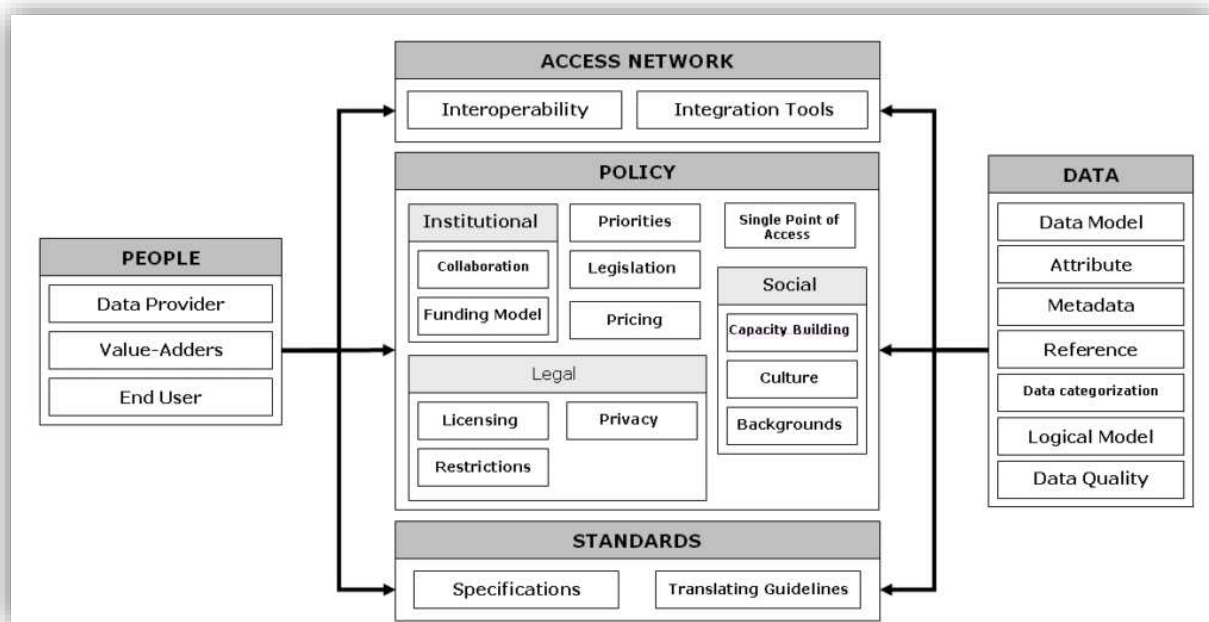 ACCESS NETWORK
Interoperability
Integration Tools
POLICY
Institutional
Collaboration
Funding Model
Priorities
Legislation
Pricing
Single Point of
Access
Social
Capacity Building
Culture
Backgrounds
Legal
Licensing
Privacy
Restrictions
STANDARDS
Specifications
Translating Guidelines
PEOPLE
Data Provider
Value-Adders
End User
DATA
Data Model
Attribute
Metadata
Reference
Data categorization
Logical Model
Data Quality